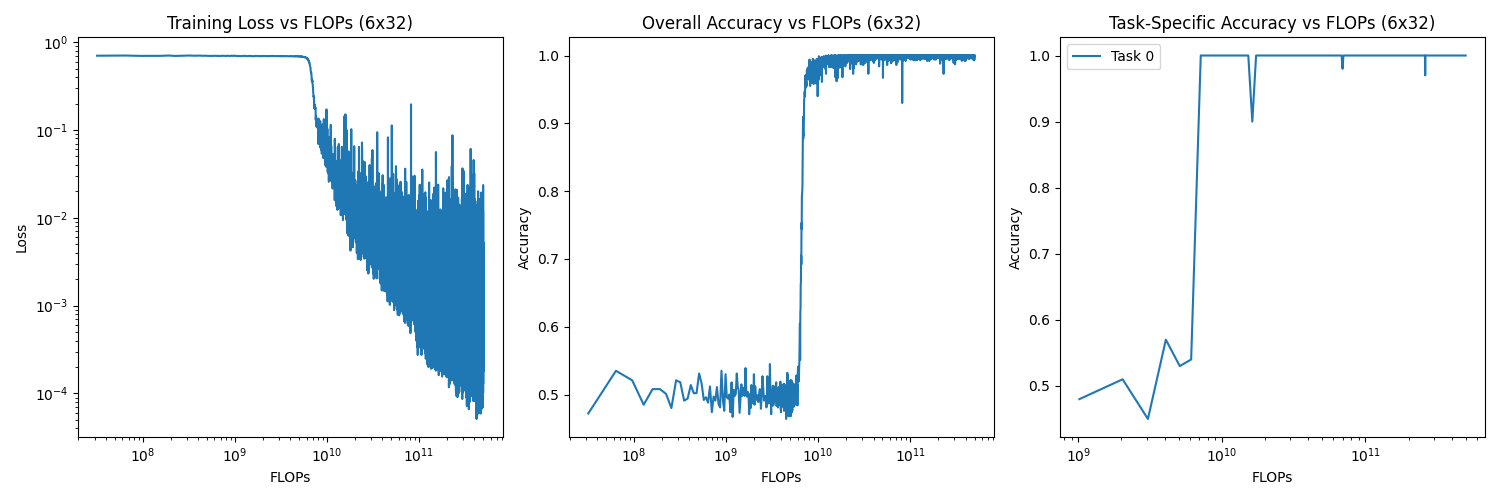 Training Loss vs FLOPs (6x32)
Loss
10⁰
10⁻¹
10⁻²
10⁻³
10⁻⁴
10⁸
10⁹
10¹⁰
10¹¹
FLOPs
Overall Accuracy vs FLOPs (6x32)
Accuracy
1.0
0.9
0.8
0.7
0.6
0.5
10⁸
10⁹
10¹⁰
10¹¹
FLOPs
Task-Specific Accuracy vs FLOPs (6x32)
Task 0
Accuracy
1.0
0.9
0.8
0.7
0.6
0.5
10⁹
10¹⁰
10¹¹
FLOPs